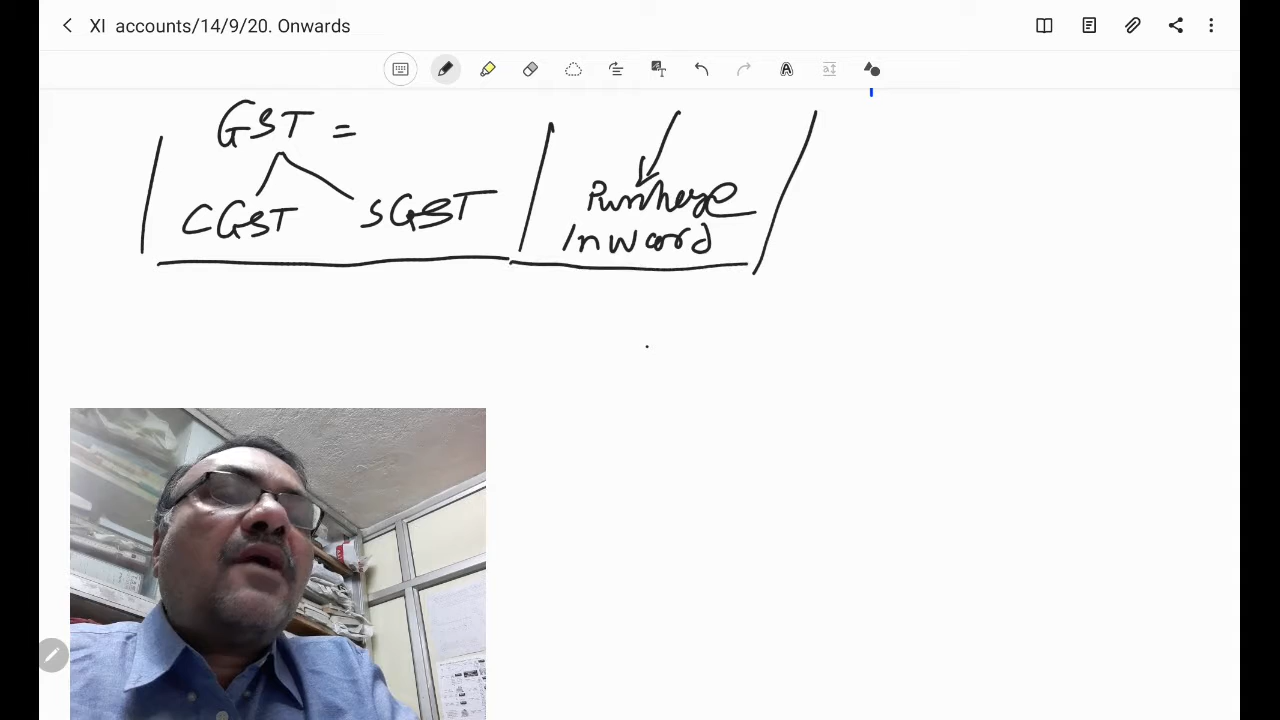 XI accounts/14/9/20. Onwards
GST =
CGST SGST
Purchase
Inward